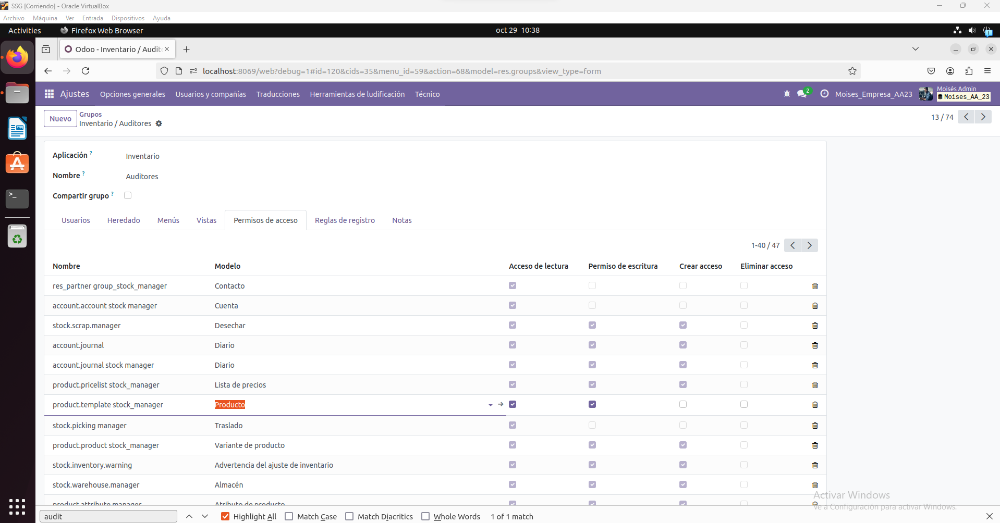 SSG [Corriendo] - Oracle VirtualBox
Archivo Máquina Ver Entrada Dispositivos Ayuda
Activities Firefox Web Browser oct 29 10:38
Odoo - Inventario / Audit
localhost:8069/web?debug=1#id=120&cids=35&menu_id=59&action=68&model=res.groups&view_type=form
Ajustes Opciones generales Usuarios y compañías Traducciones Herramientas de ludificación Técnico 2 Moises_Empresa_AA23 Moisés Admin
Moises_AA_23
Nuevo Grupos
Inventario / Auditores 13 / 74
Aplicación ? Inventario
Nombre ? Auditores
Compartir grupo ?
Usuarios Heredado Menús Vistas Permisos de acceso Reglas de registro Notas
1-40 / 47
Nombre Modelo Acceso de lectura Permiso de escritura Crear acceso Eliminar acceso
res_partner group_stock_manager Contacto
account.account stock manager Cuenta
stock.scrap.manager Desechar
account.journal Diario
account.journal stock manager Diario
product.pricelist stock_manager Lista de precios
product.template stock_manager Producto
stock.picking manager Traslado
product.product stock_manager Variante de producto
stock.inventory.warning Advertencia del ajuste de inventario
stock.warehouse.manager Almacén
product.attribute manager Atributo de producto
Activar Windows
Ve a Configuración para activar Windows.
audit Highlight All Match Case Match Diacritics Whole Words 1 of 1 match